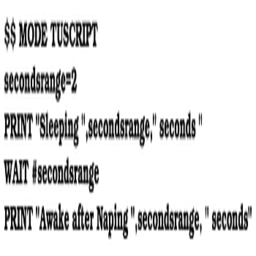 $$ MODE TUSCRIPT
secondsrange=2
PRINT "Sleeping ",secondsrange," seconds "
WAIT #secondsrange
PRINT "Awake after Naping ",secondsrange, " seconds"